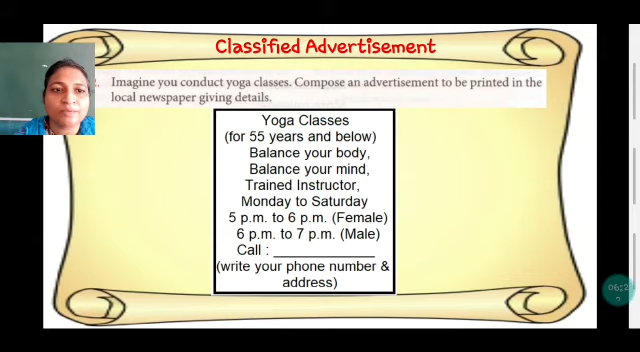 Classified Advertisement
Imagine you conduct yoga classes. Compose an advertisement to be printed in the
local newspaper giving details.
Yoga Classes
(for 55 years and below)
Balance your body,
Balance your mind,
Trained Instructor,
Monday to Saturday
5 p.m. to 6 p.m. (Female)
6 p.m. to 7 p.m. (Male)
Call : ______________
(write your phone number &
address)